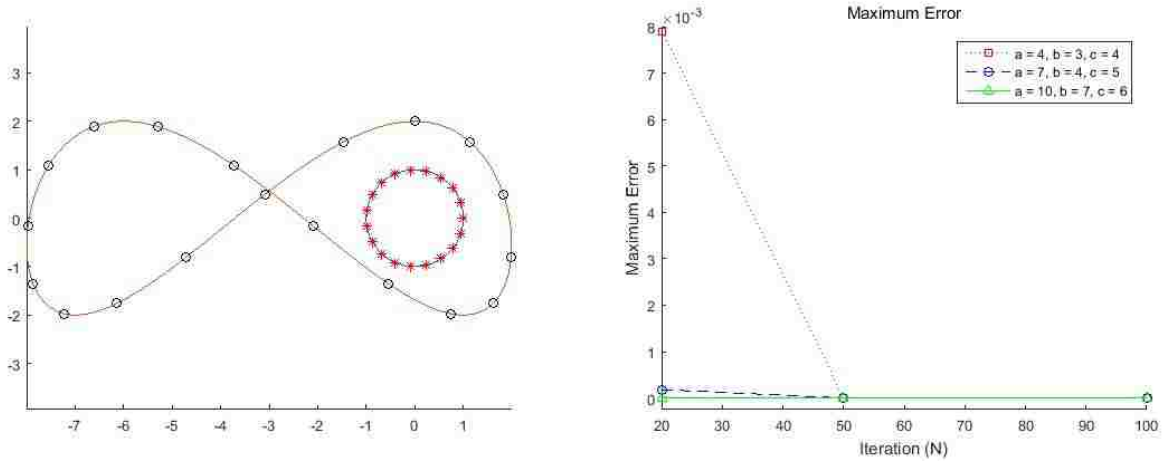 3
2
1
0
-1
-2
-3
-7 -6 -5 -4 -3 -2 -1 0 1
Maximum Error
×10-3
8
7
6
5
4
3
2
1
0
Maximum Error
a = 4, b = 3, c = 4
a = 7, b = 4, c = 5
a = 10, b = 7, c = 6
20 30 40 50 60 70 80 90 100
Iteration (N)